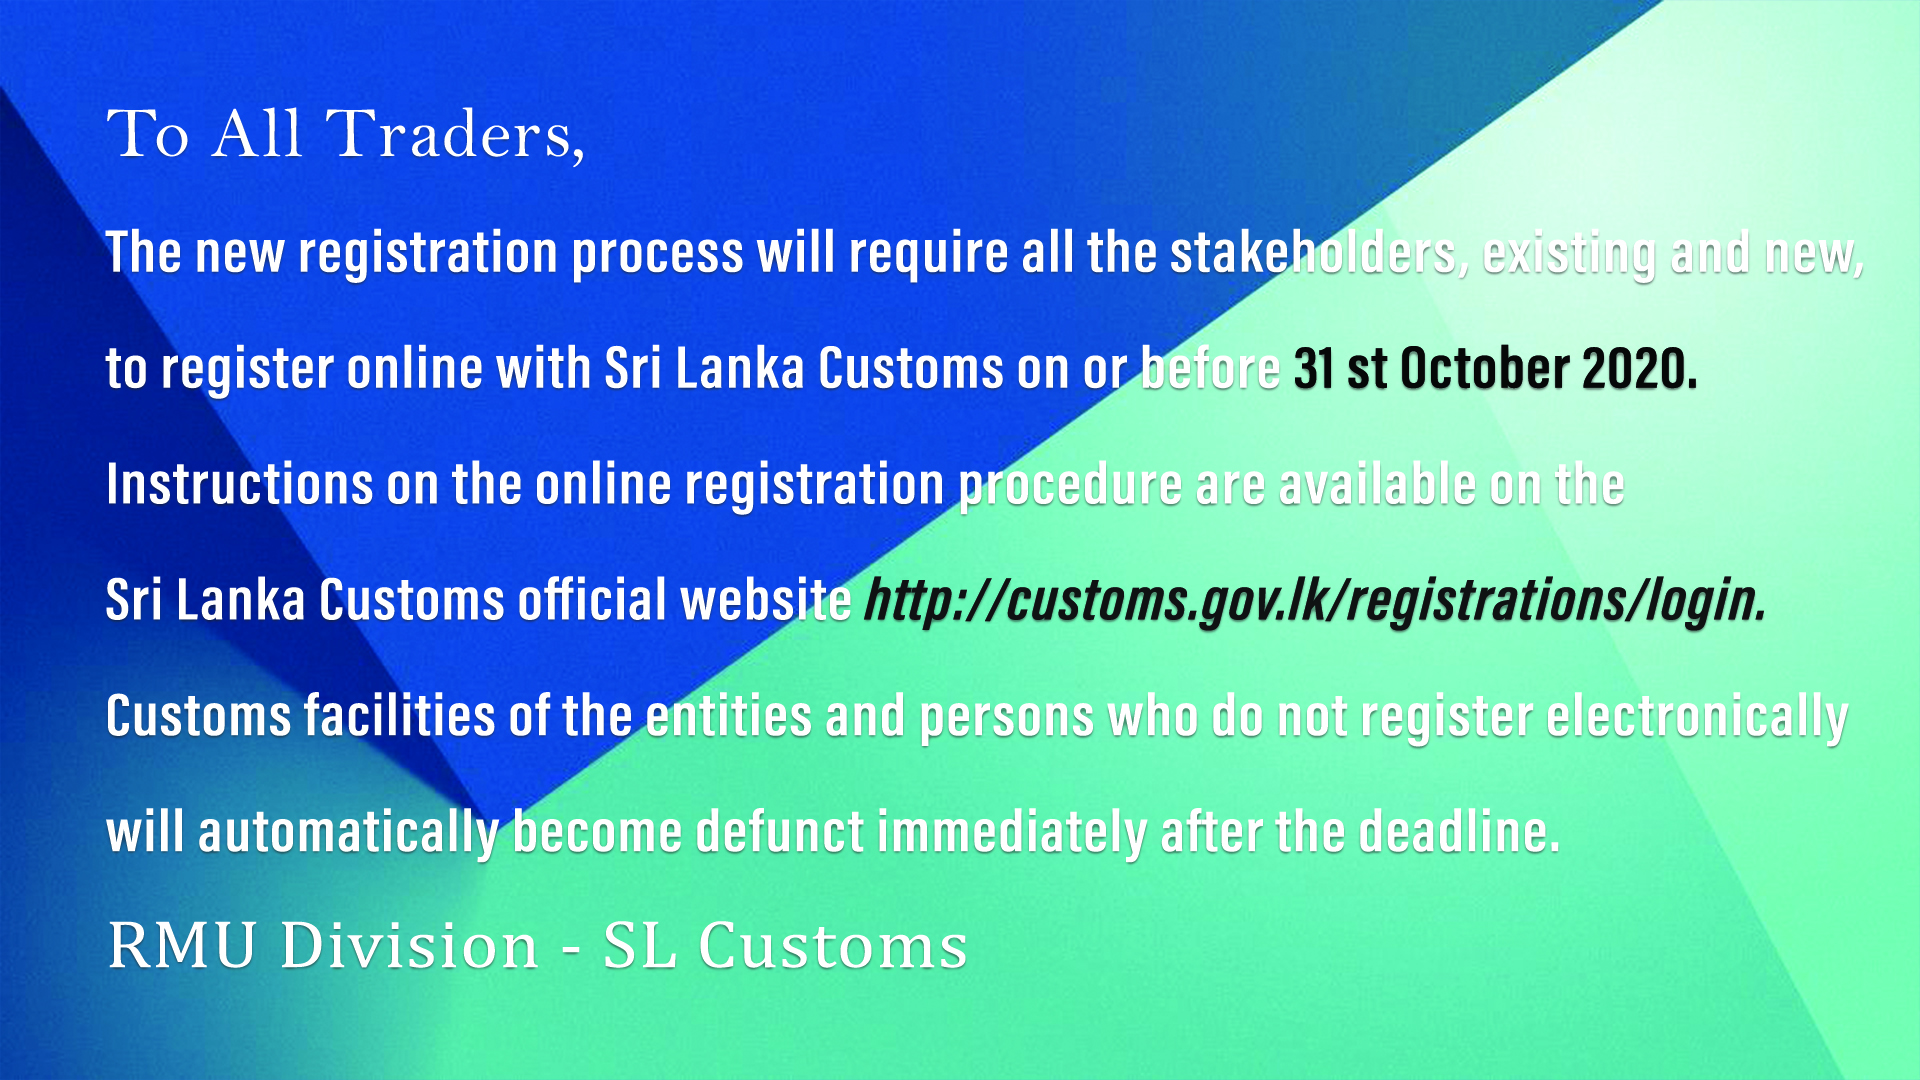 To All Traders,
The new registration process will require all the stakeholders, existing and new,
to register online with Sri Lanka Customs on or before 31 st October 2020.
Instructions on the online registration procedure are available on the
Sri Lanka Customs official website http://customs.gov.lk/registrations/login.
Customs facilities of the entities and persons who do not register electronically
will automatically become defunct immediately after the deadline.
RMU Division - SL Customs